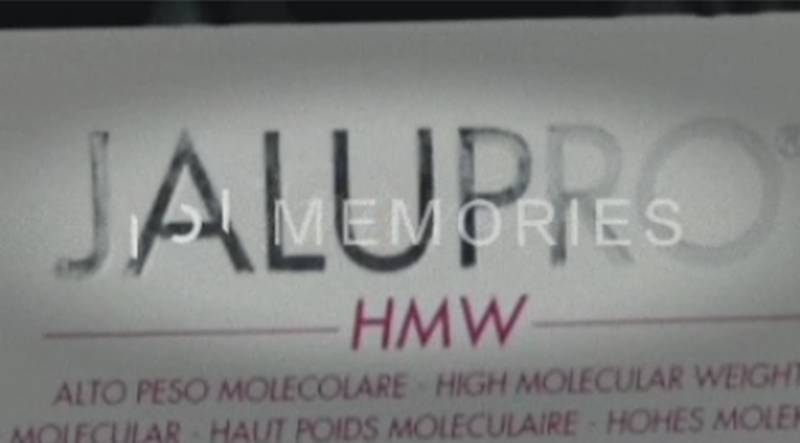 JALUPRO®
MEMORIES
HMW
ALTO PESO MOLECOLARE - HIGH MOLECULAR WEIGHT
MOLECULAR - HAUT POIDS MOLECULAIRE - HOHES